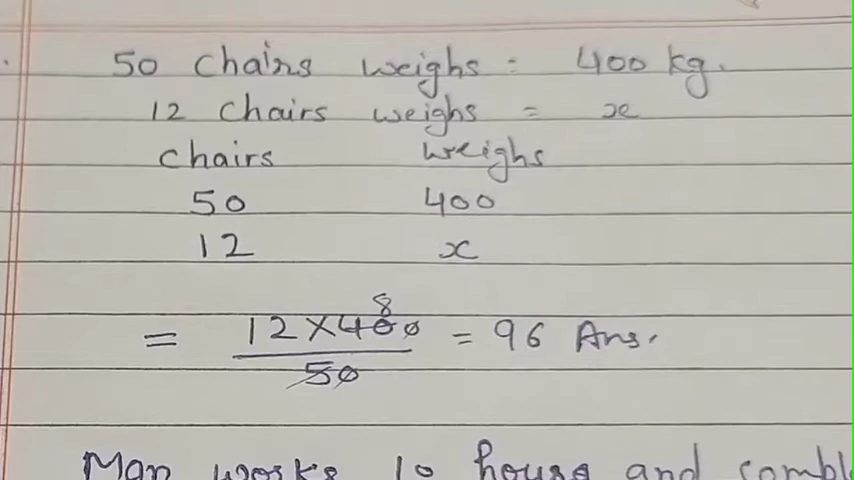 50 Chairs weighs = 400 kg.
12 Chairs weighs = x
Chairs weighs
50 400
12 x
= 12 × 400 / 50 8 = 96 Ans.
Man works 10 house and